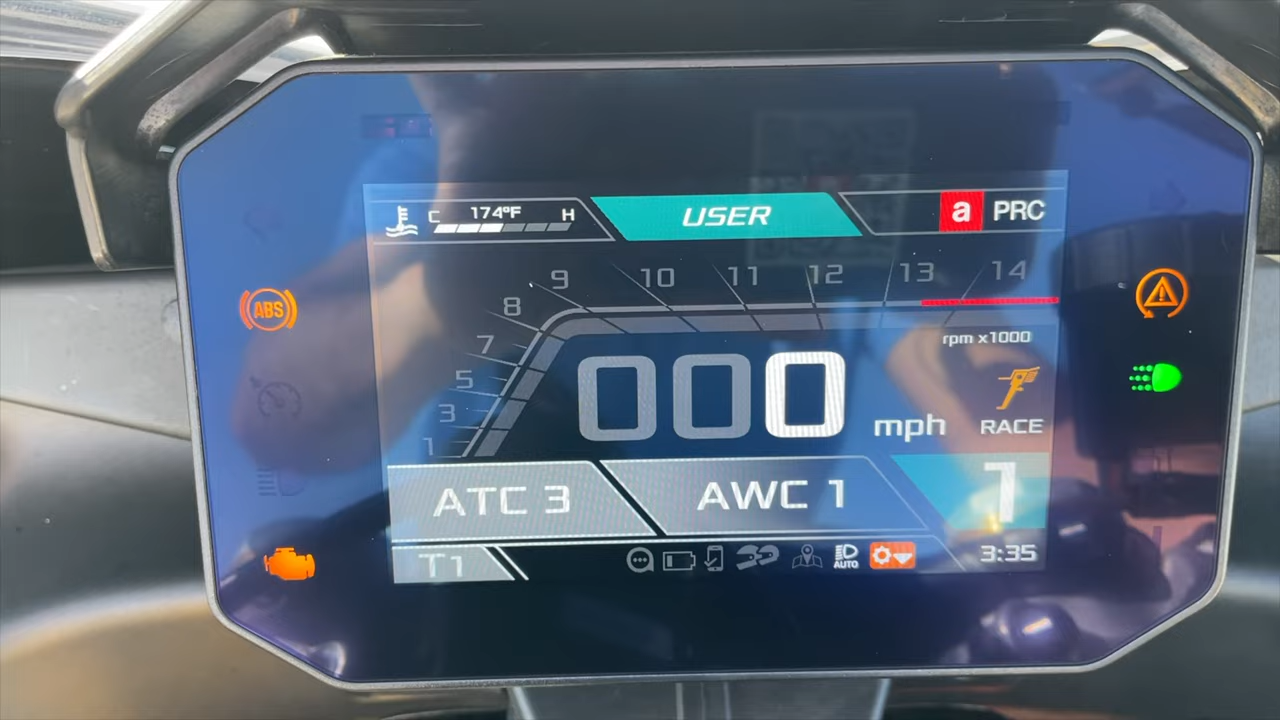 C 174°F H
USER
a PRC
9 10 11 12 13 14
8
7
5
3
1
rpm x1000
ABS
000 mph
RACE
ATC 3
AWC 1
1
T1
AUTO
3:35